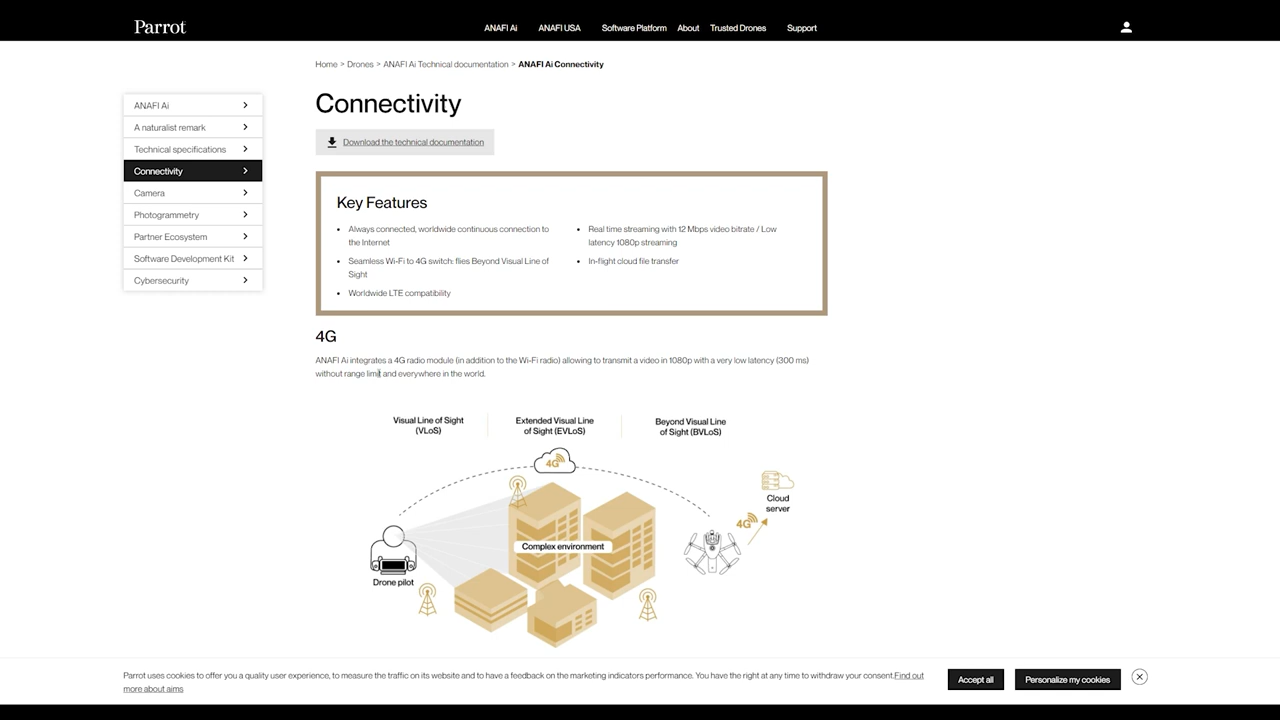 Parrot
ANAFI Ai
ANAFI USA
Software Platform
About
Trusted Drones
Support
Home > Drones > ANAFI Ai Technical documentation > ANAFI Ai Connectivity
ANAFI Ai
A naturalist remark
Technical specifications
Connectivity
Camera
Photogrammetry
Partner Ecosystem
Software Development Kit
Cybersecurity
Connectivity
Download the technical documentation
Key Features
• Always connected, worldwide continuous connection to
the Internet
• Seamless Wi-Fi to 4G switch: flies Beyond Visual Line of
Sight
• Worldwide LTE compatibility
• Real time streaming with 12 Mbps video bitrate / Low
latency 1080p streaming
• In-flight cloud file transfer
4G
ANAFI Ai integrates a 4G radio module (in addition to the Wi-Fi radio) allowing to transmit a video in 1080p with a very low latency (300 ms)
without range limit and everywhere in the world.
Visual Line of Sight
(VLoS)
Extended Visual Line
of Sight (EVLoS)
Beyond Visual Line
of Sight (BVLoS)
4G
Cloud
server
4G
Complex environment
Drone pilot
Parrot uses cookies to offer you a quality user experience, to measure the traffic on its website and to have a feedback on the marketing indicators performance. You have the right at any time to withdraw your consent.Find out
more about aims
Accept all
Personalize my cookies